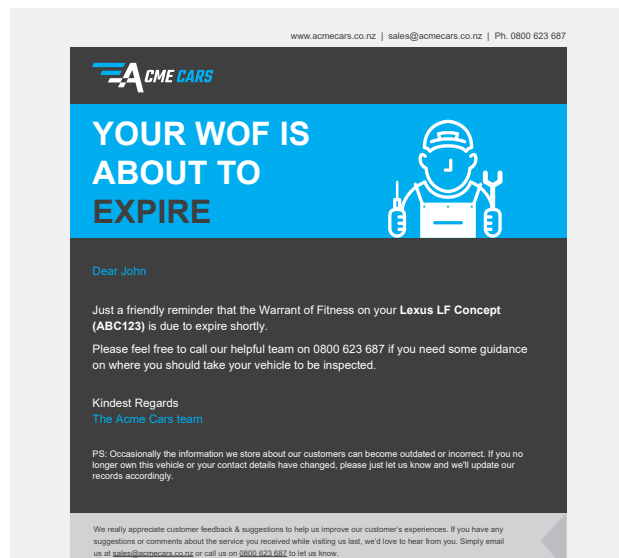 www.acmecars.co.nz | sales@acmecars.co.nz | Ph. 0800 623 687
ACME CARS
YOUR WOF IS
ABOUT TO
EXPIRE
Dear John
Just a friendly reminder that the Warrant of Fitness on your Lexus LF Concept
(ABC123) is due to expire shortly.
Please feel free to call our helpful team on 0800 623 687 if you need some guidance
on where you should take your vehicle to be inspected.
Kindest Regards
The Acme Cars team
PS: Occasionally the information we store about our customers can become outdated or incorrect. If you no
longer own this vehicle or your contact details have changed, please just let us know and we'll update our
records accordingly.
We really appreciate customer feedback & suggestions to help us improve our customer's experiences. If you have any
suggestions or comments about the service you received while visiting us last, we'd love to hear from you. Simply email
us at sales@acmecars.co.nz or call us on 0800 623 687 to let us know.